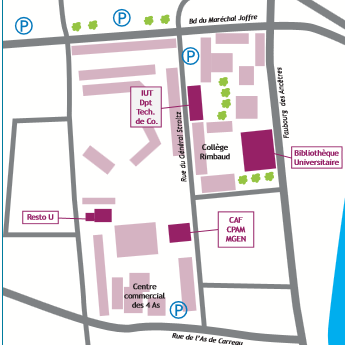 P
P
Bd du Maréchal Joffre
P
IUT
Dpt
Tech.
de Co.
Rue du Général Stroltz
Faubourg des Ancêtres
Collège
Rimbaud
Bibliothèque
Universitaire
Resto U
CAF
CPAM
MGEN
Centre
commercial
des 4 As
P
P
Rue de l'As de Carreau